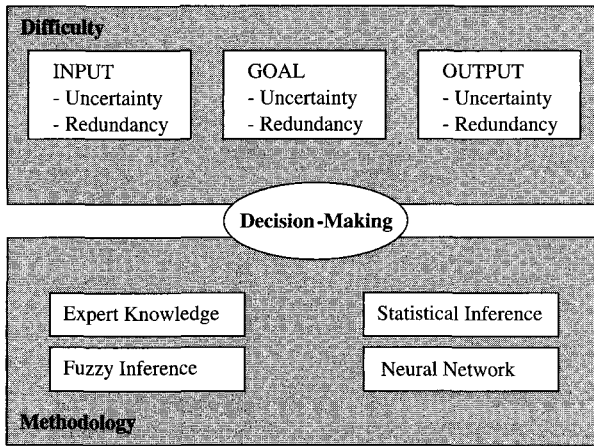 Difficulty
INPUT
- Uncertainty
- Redundancy
GOAL
- Uncertainty
- Redundancy
OUTPUT
- Uncertainty
- Redundancy
Decision-Making
Expert Knowledge
Statistical Inference
Fuzzy Inference
Neural Network
Methodology